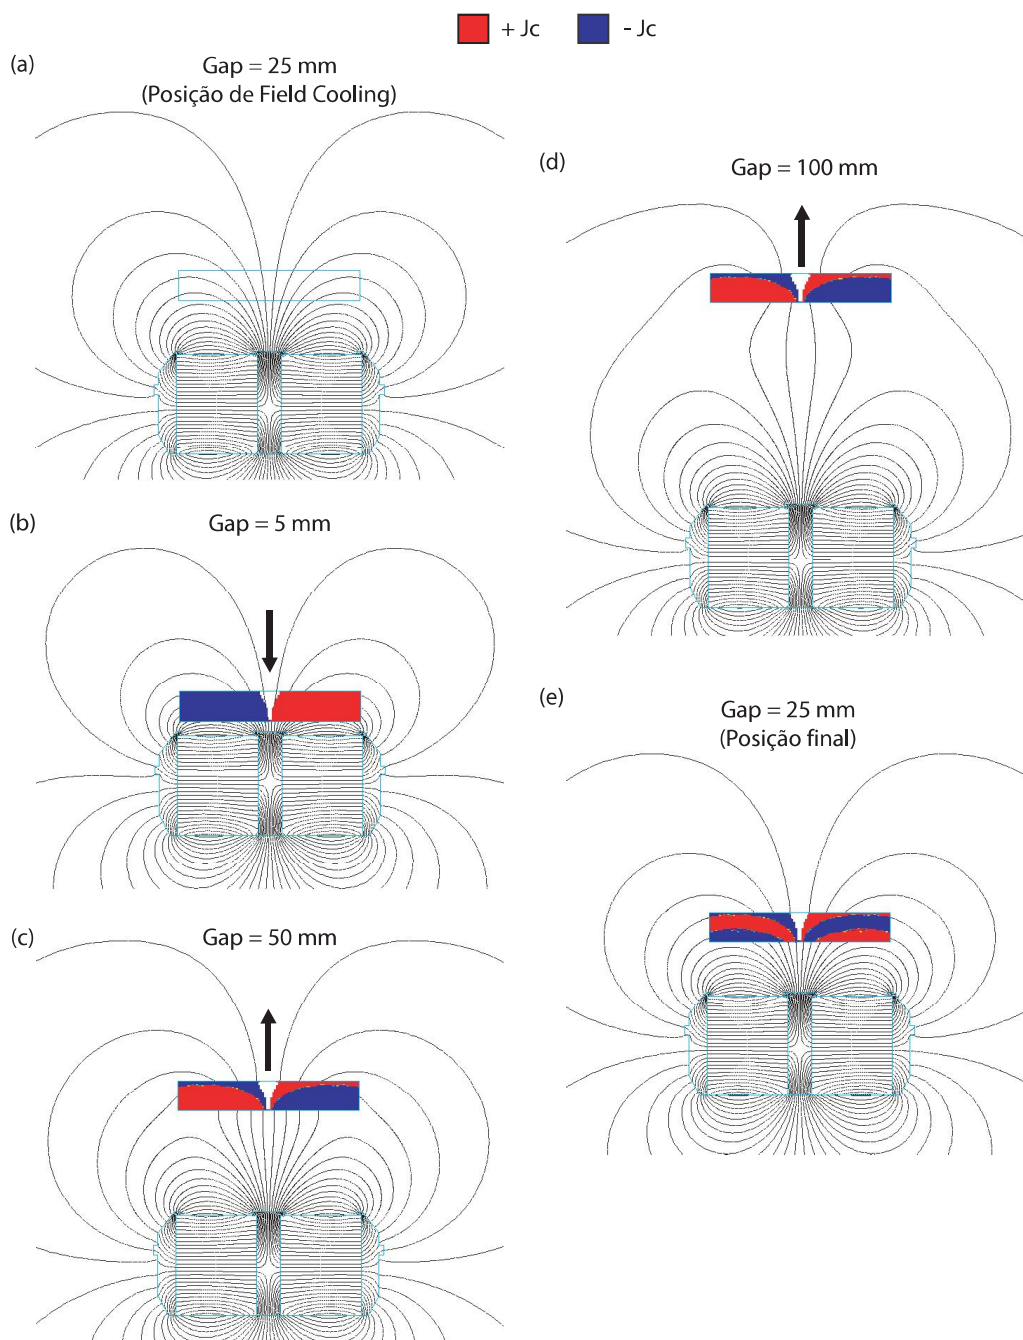 + Jc
- Jc
(a)
Gap = 25 mm
(Posição de Field Cooling)
(b)
Gap = 5 mm
(c)
Gap = 50 mm
(d)
Gap = 100 mm
(e)
Gap = 25 mm
(Posição final)